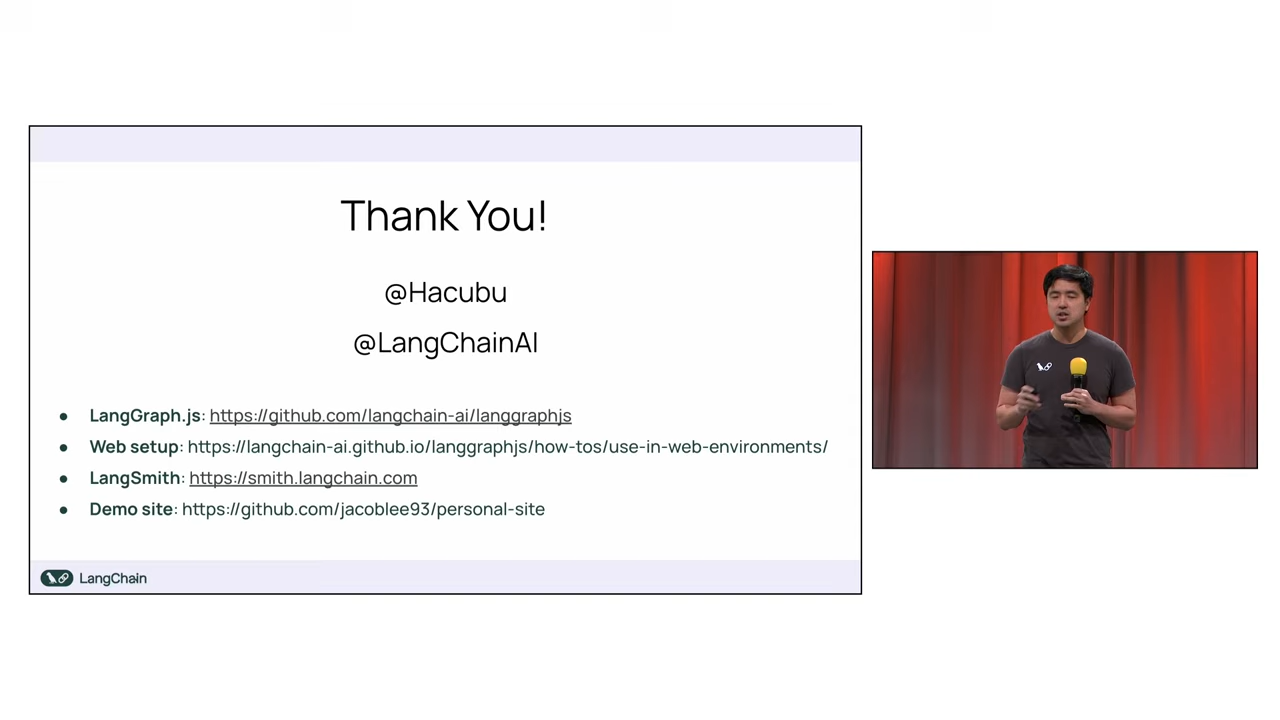 Thank You!
@Hacubu
@LangChainAI
● LangGraph.js: https://github.com/langchain-ai/langgraphjs
● Web setup: https://langchain-ai.github.io/langgraphjs/how-tos/use-in-web-environments/
● LangSmith: https://smith.langchain.com
● Demo site: https://github.com/jacoblee93/personal-site
LangChain